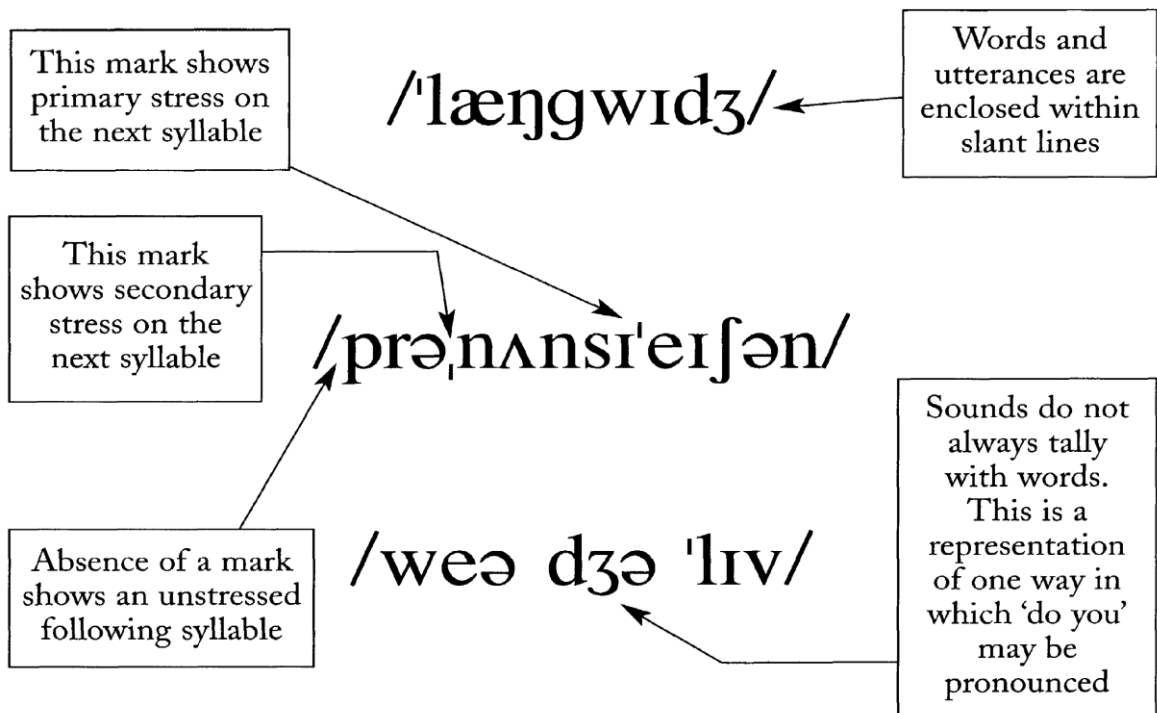 This mark shows
primary stress on
the next syllable
/ˈlæŋgwɪdʒ/
Words and
utterances are
enclosed within
slant lines
This mark
shows secondary
stress on the
next syllable
/prəˌnʌnsɪˈeɪʃən/
Absence of a mark
shows an unstressed
following syllable
/weə dʒə ˈlɪv/
Sounds do not
always tally
with words.
This is a
representation
of one way in
which ‘do you’
may be
pronounced